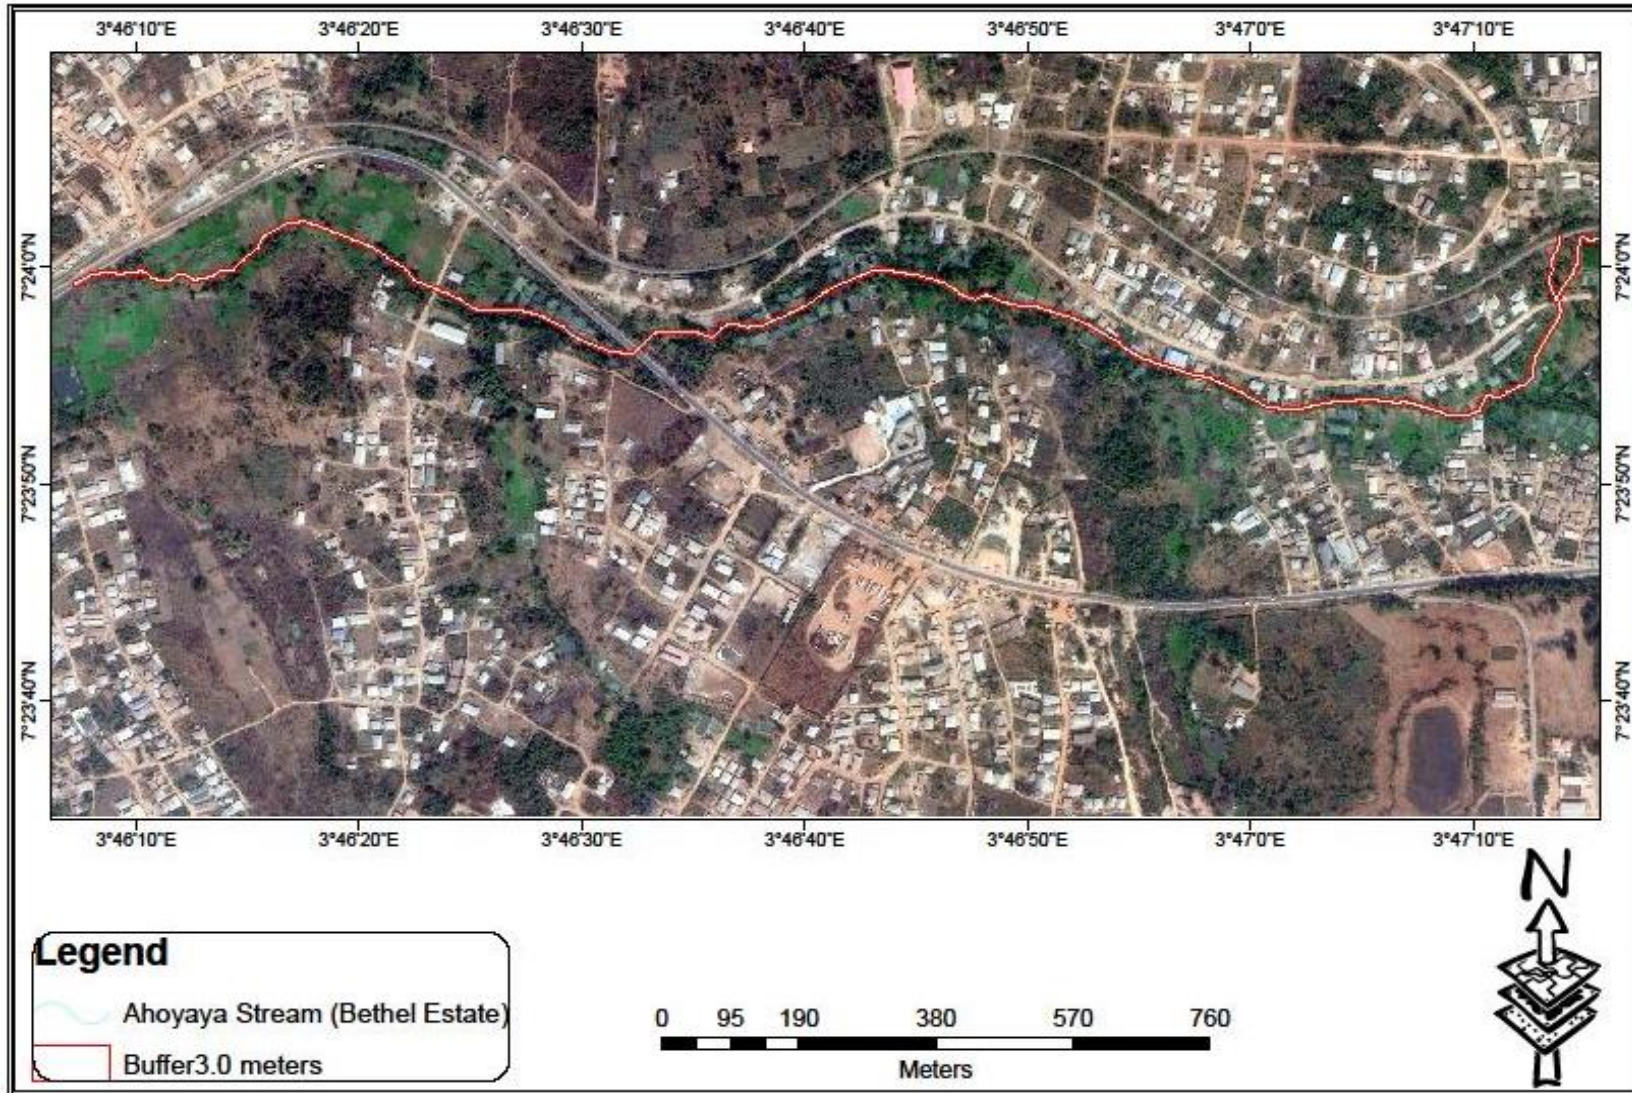 3°46'10"E 3°46'20"E 3°46'30"E 3°46'40"E 3°46'50"E 3°47'0"E 3°47'10"E
7°24'0"N 7°24'0"N
7°23'50"N 7°23'50"N
7°23'40"N 7°23'40"N
3°46'10"E 3°46'20"E 3°46'30"E 3°46'40"E 3°46'50"E 3°47'0"E 3°47'10"E
N
Legend
Ahoyaya Stream (Bethel Estate)
Buffer3.0 meters
0 95 190 380 570 760
Meters